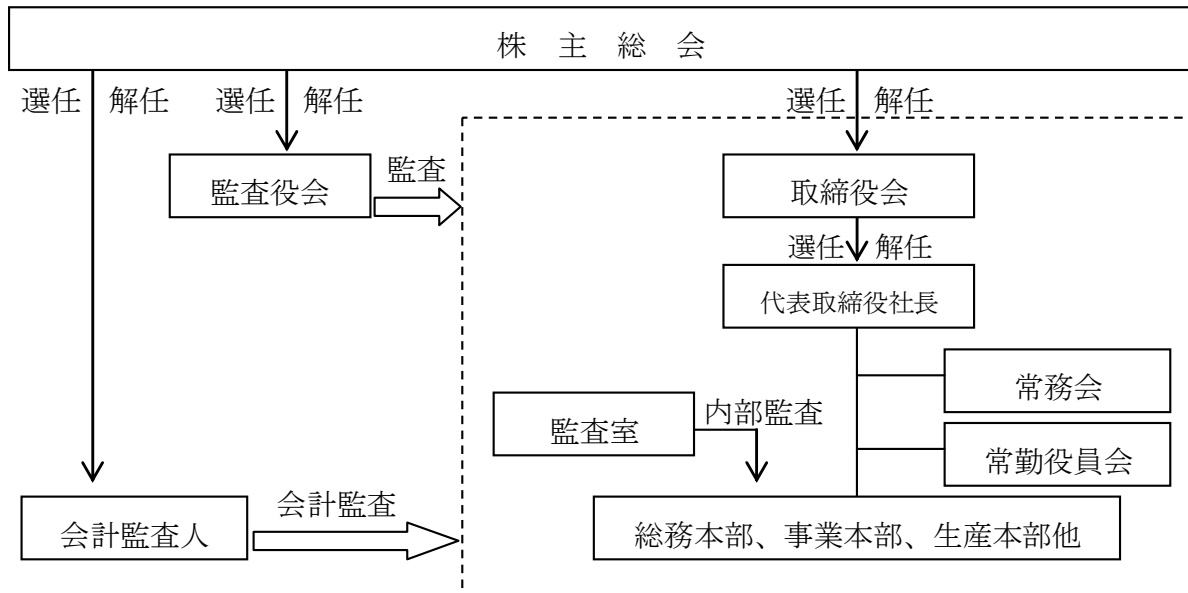 株 主 総 会
選任 解任 選任 解任 選任 解任
監査役会
監査
取締役会
選任 解任
代表取締役社長
常務会
監査室
内部監査
常勤役員会
会計監査人
会計監査
総務本部、事業本部、生産本部他